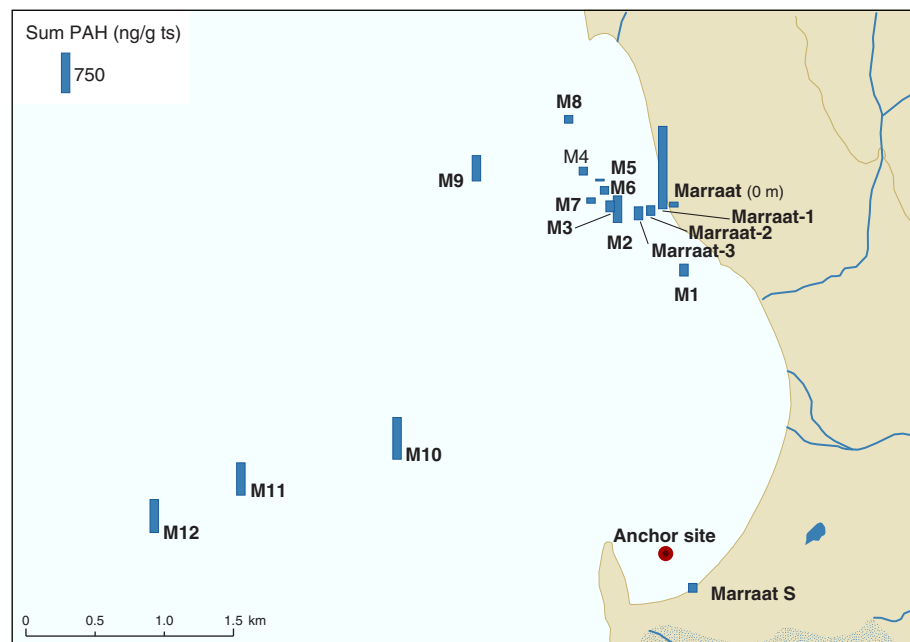 Sum PAH (ng/g ts)
750
M8
M4
M5
M9
M6
Marraat (0 m)
M7
Marraat-1
M3
Marraat-2
M2
Marraat-3
M1
M10
M11
M12
Anchor site
Marraat S
0 0.5 1.0 1.5 km